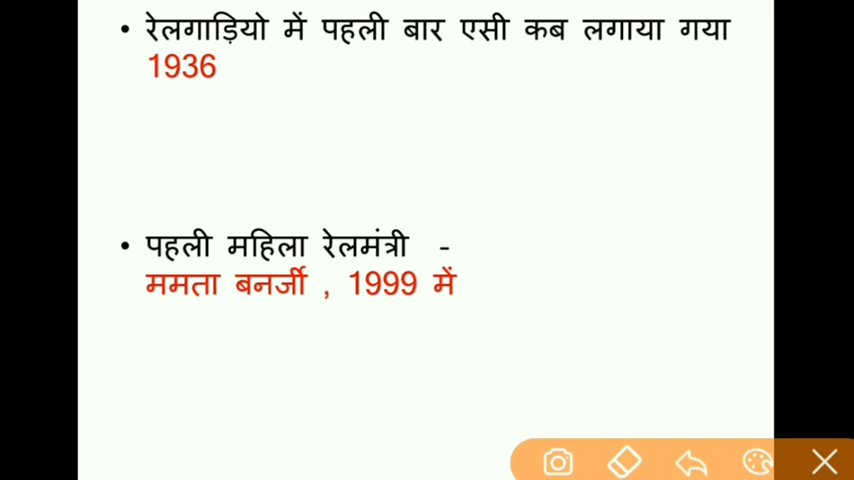 • रेलगाड़ियो में पहली बार एसी कब लगाया गया
1936
• पहली महिला रेलमंत्री -
ममता बनर्जी , 1999 में